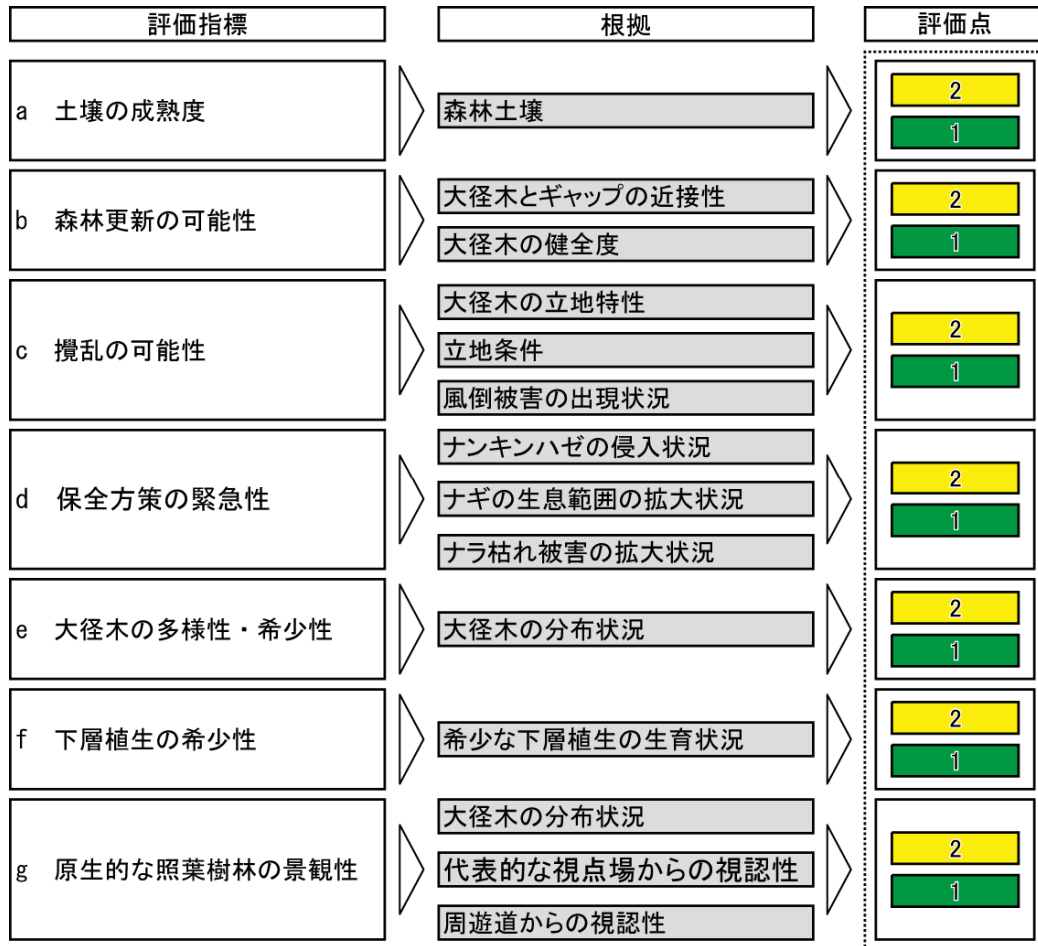 評価指標
根拠
評価点
a 土壌の成熟度
森林土壌
2
1
b 森林更新の可能性
大径木とギャップの近接性
大径木の健全度
2
1
c 攪乱の可能性
大径木の立地特性
立地条件
風倒被害の出現状況
2
1
d 保全方策の緊急性
ナンキンハゼの侵入状況
ナギの生息範囲の拡大状況
ナラ枯れ被害の拡大状況
2
1
e 大径木の多様性・希少性
大径木の分布状況
2
1
f 下層植生の希少性
希少な下層植生の生育状況
2
1
g 原生的な照葉樹林の景観性
大径木の分布状況
代表的な視点場からの視認性
周遊道からの視認性
2
1